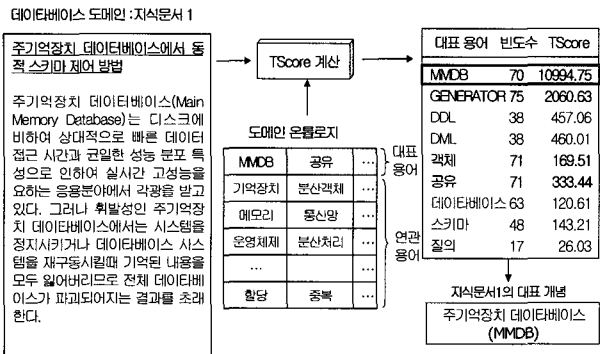 데이타베이스 도메인 :지식문서 1
주기억장치 데이터베이스에서 동
적 스키마 제어 방법
주기억장치 데이터베이스(Main
Memory Database)는 디스크에
비하여 상대적으로 빠른 데이터
접근 시간과 균일한 성능 분포 특
성으로 인하여 실시간 고성능을
요하는 응용분야에서 각광을 받고
있다. 그러나 휘발성인 주기억장
치 데이타베이스에서는 시스템을
정지시키거나 데이타베이스 시스
템을 재구동시킬때 기억된 내용을
모두 잃어버리므로 전체 데이타베
이스가 파괴되어지는 결과를 초래
한다.
TScore 계산
도메인 온톨로지
MMDB 공유 ...
기억장치 분산객체 ...
메모리 통신망 ...
운영체제 분산처리 ...
... ...
할당 중복 ...
대표
용어
연관
용어
대표 용어 빈도수 TScore
MMDB 70 10994.75
GENERATOR 75 2060.63
DDL 38 457.06
DML 38 460.01
객체 71 169.51
공유 71 333.44
데이타베이스 63 120.61
스키마 48 143.21
질의 17 26.03
지식문서1의 대표 개념
주기억장치 데이타베이스
(MMDB)